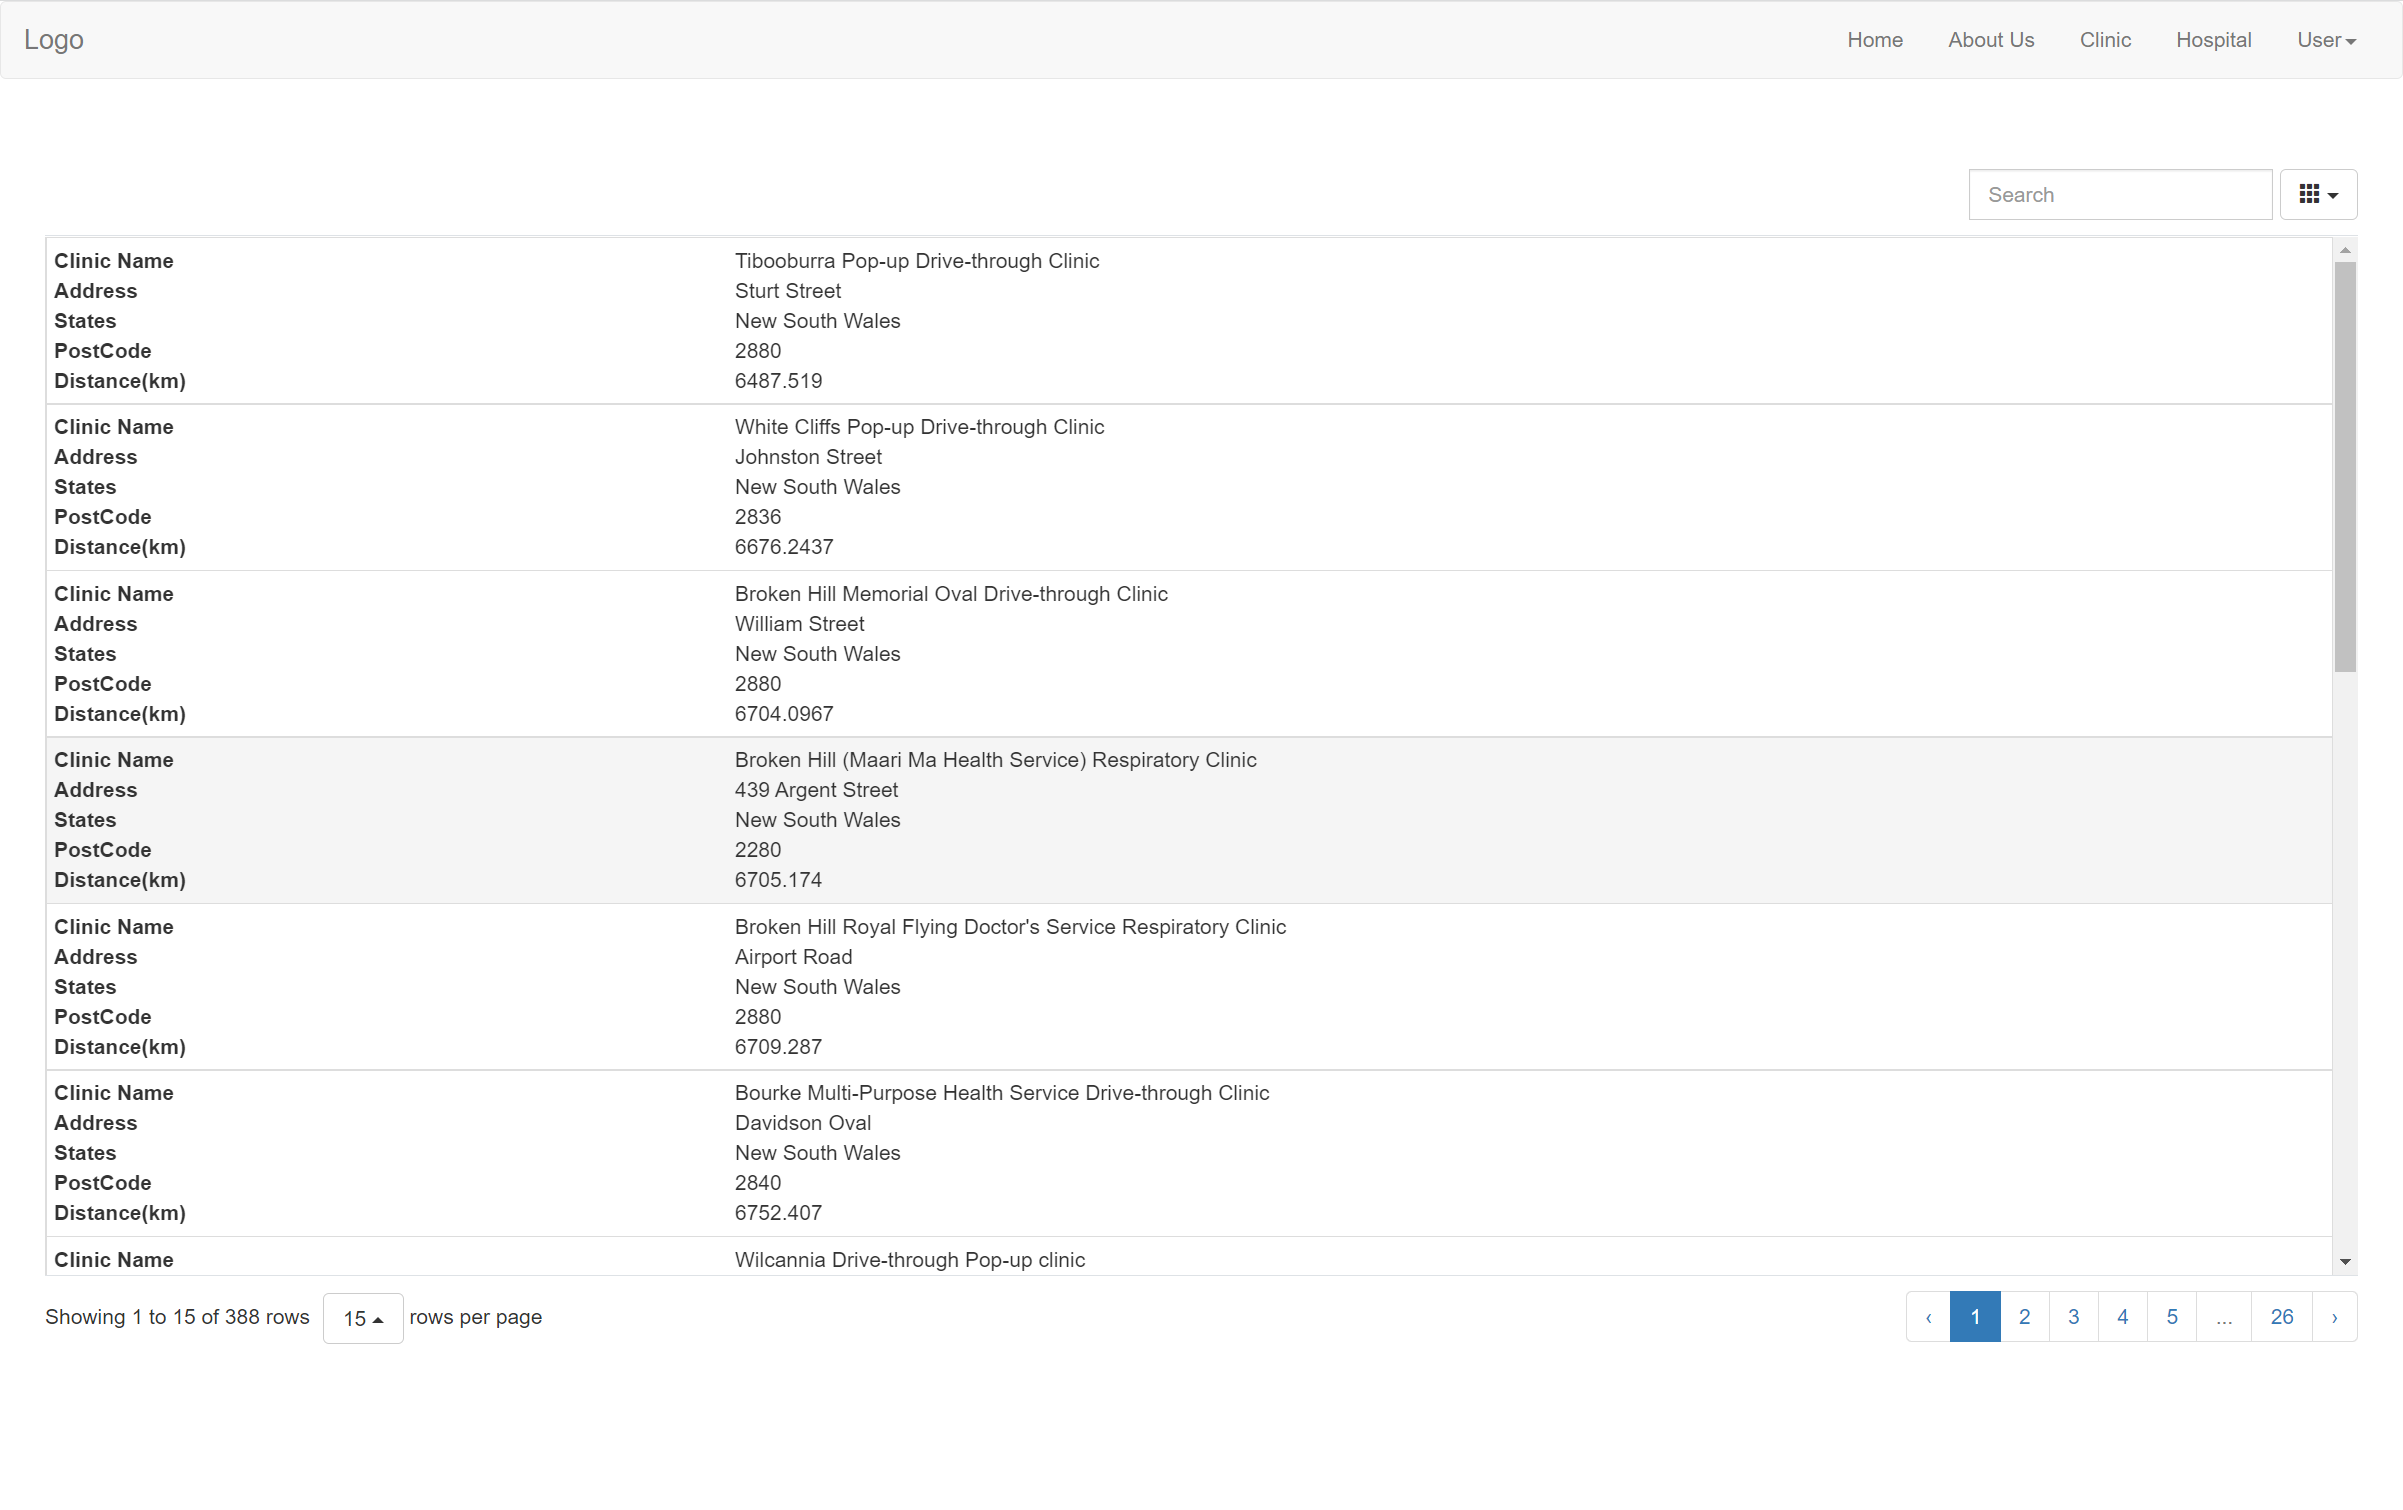 Logo Home About Us Clinic Hospital User
Search
Clinic Name Tibooburra Pop-up Drive-through Clinic
Address Sturt Street
States New South Wales
PostCode 2880
Distance(km) 6487.519
Clinic Name White Cliffs Pop-up Drive-through Clinic
Address Johnston Street
States New South Wales
PostCode 2836
Distance(km) 6676.2437
Clinic Name Broken Hill Memorial Oval Drive-through Clinic
Address William Street
States New South Wales
PostCode 2880
Distance(km) 6704.0967
Clinic Name Broken Hill (Maari Ma Health Service) Respiratory Clinic
Address 439 Argent Street
States New South Wales
PostCode 2280
Distance(km) 6705.174
Clinic Name Broken Hill Royal Flying Doctor's Service Respiratory Clinic
Address Airport Road
States New South Wales
PostCode 2880
Distance(km) 6709.287
Clinic Name Bourke Multi-Purpose Health Service Drive-through Clinic
Address Davidson Oval
States New South Wales
PostCode 2840
Distance(km) 6752.407
Clinic Name Wilcannia Drive-through Pop-up clinic
Showing 1 to 15 of 388 rows 15 rows per page ‹ 1 2 3 4 5 ... 26 ›